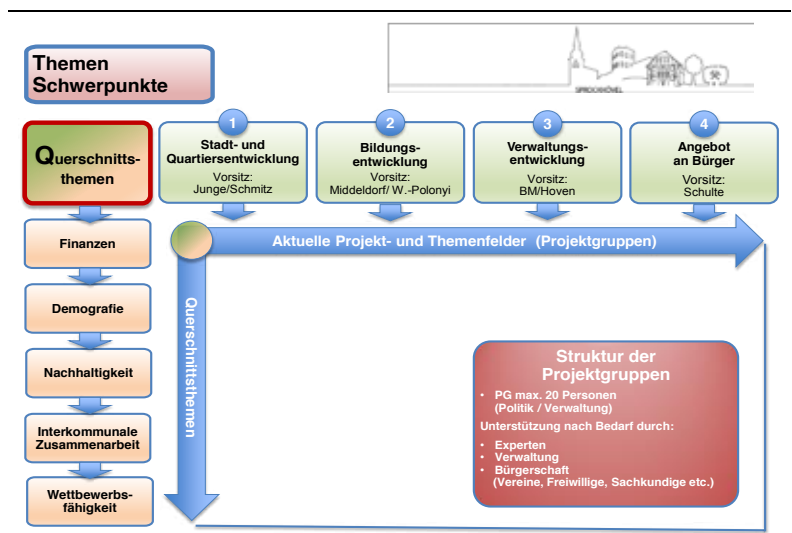 Themen
Schwerpunkte
SPROCKHÖVEL
Querschnitts-
themen
1
Stadt- und
Quartiersentwicklung
Vorsitz:
Junge/Schmitz
2
Bildungs-
entwicklung
Vorsitz:
Middeldorf/ W.-Polonyi
3
Verwaltungs-
entwicklung
Vorsitz:
BM/Hoven
4
Angebot
an Bürger
Vorsitz:
Schulte
Finanzen
Demografie
Nachhaltigkeit
Interkommunale
Zusammenarbeit
Wettbewerbs-
fähigkeit
Aktuelle Projekt- und Themenfelder (Projektgruppen)
Querschnittsthemen
Struktur der
Projektgruppen
• PG max. 20 Personen
(Politik / Verwaltung)
Unterstützung nach Bedarf durch:
• Experten
• Verwaltung
• Bürgerschaft
(Vereine, Freiwillige, Sachkundige etc.)